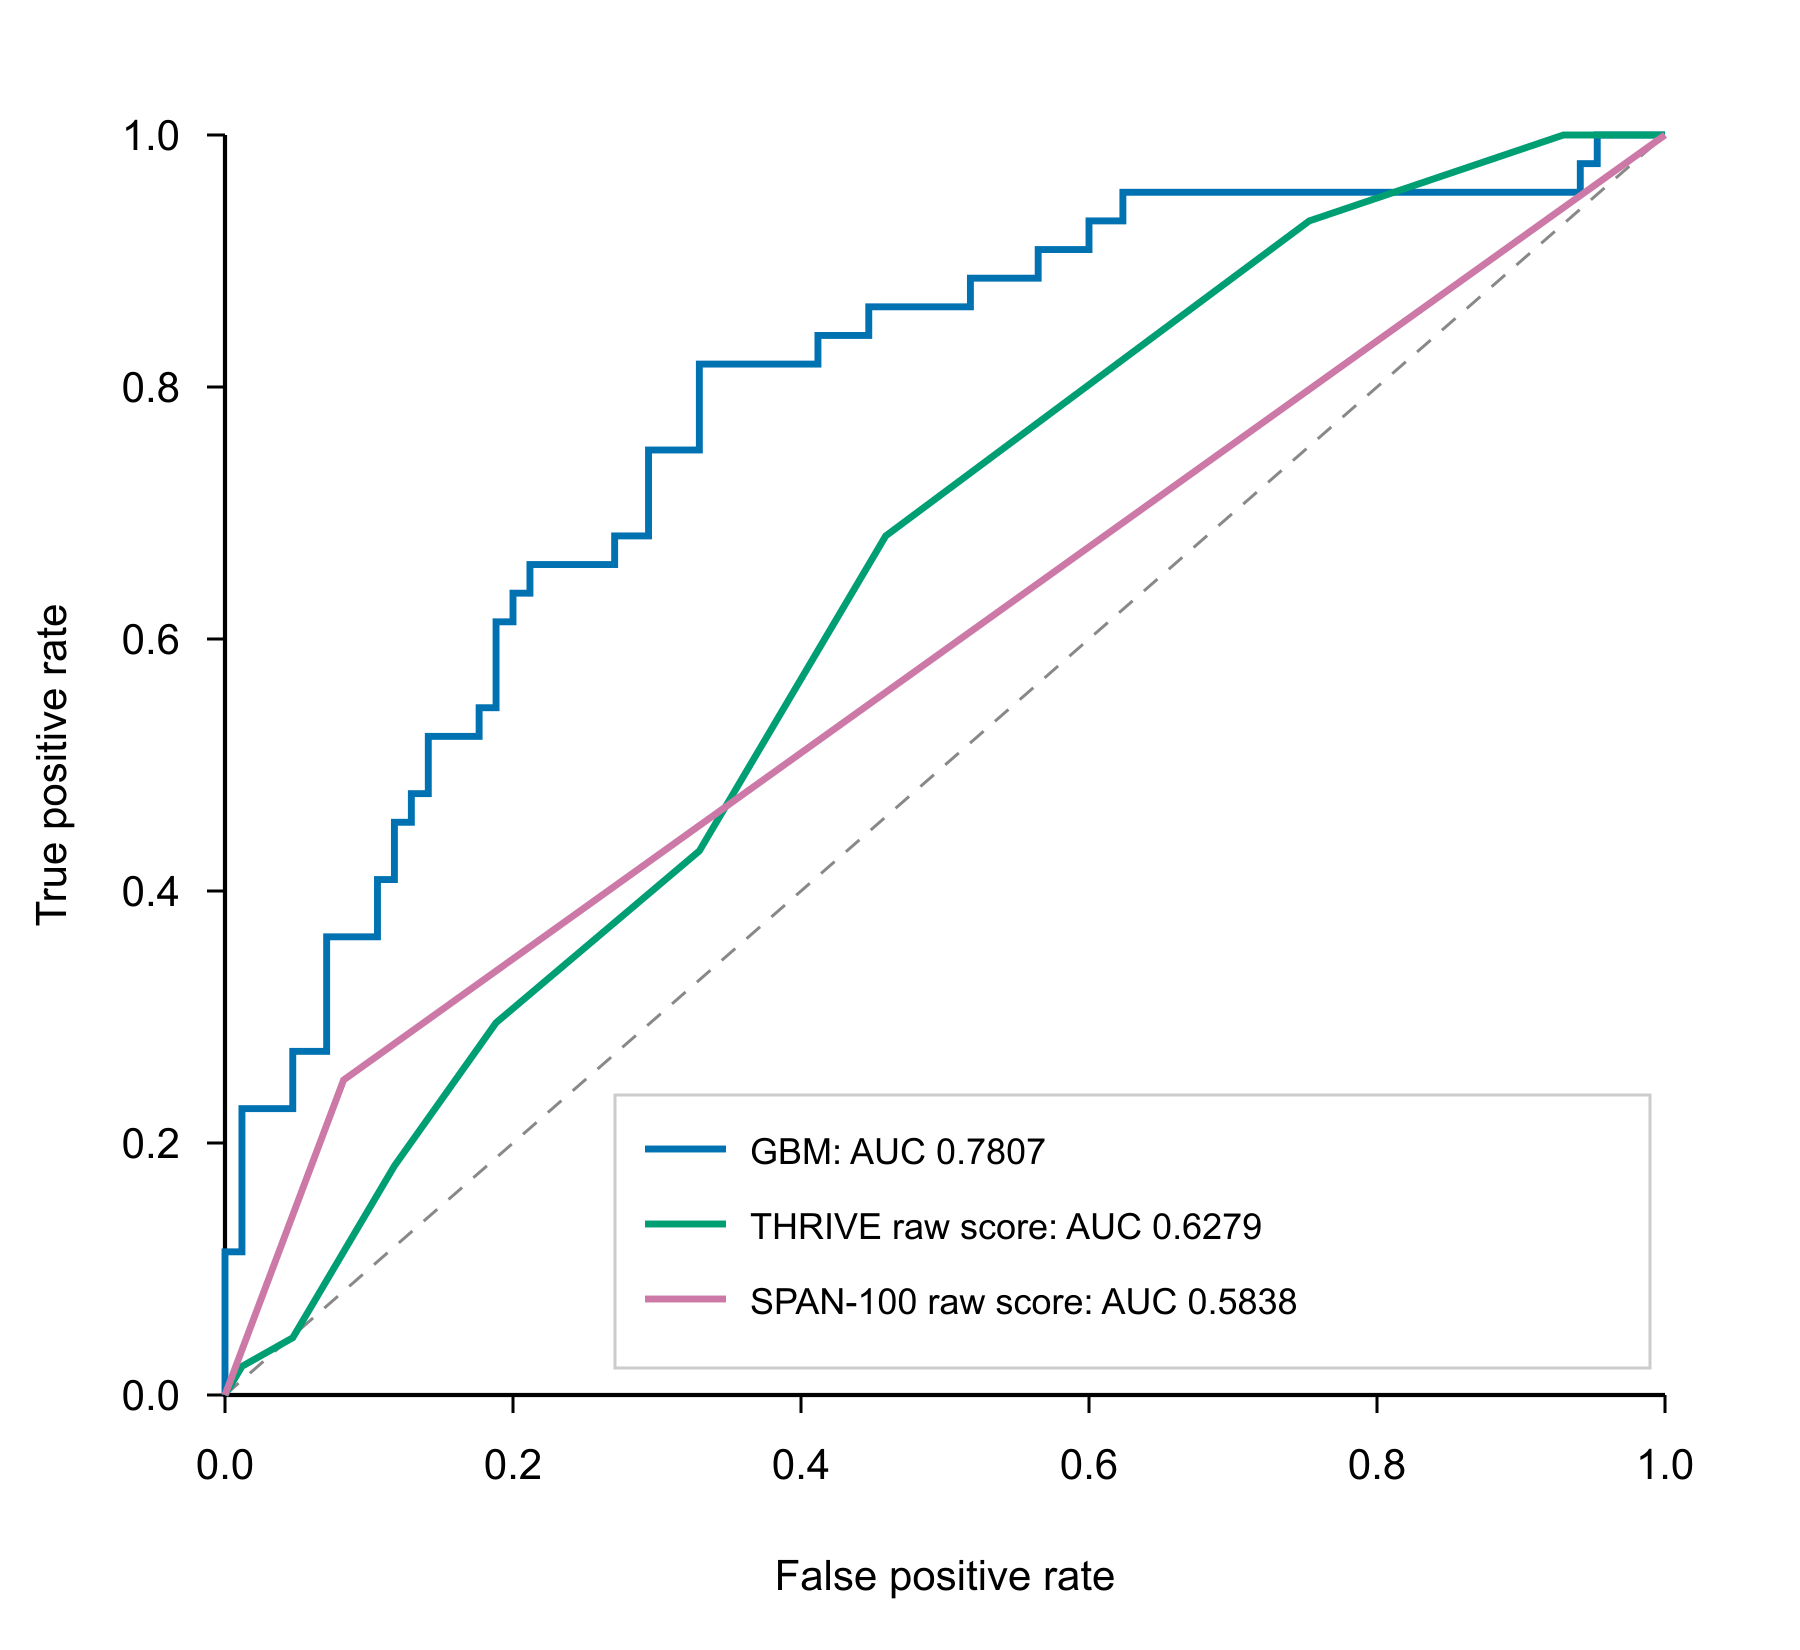 1.0
0.8
0.6
0.4
0.2
0.0
True positive rate
GBM: AUC 0.7807
THRIVE raw score: AUC 0.6279
SPAN-100 raw score: AUC 0.5838
0.0 0.2 0.4 0.6 0.8 1.0
False positive rate